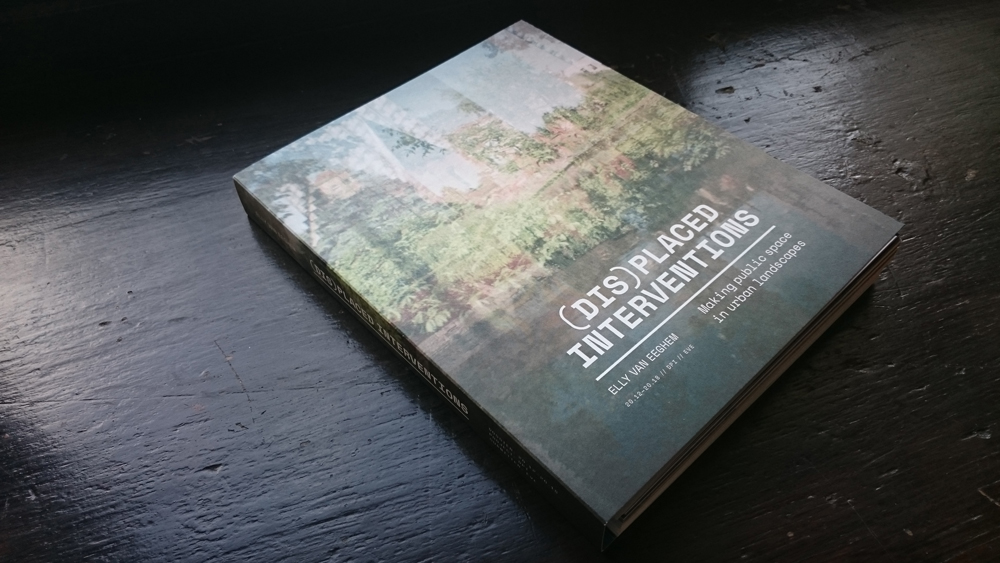 (DIS)PLACED
INTERVENTIONS
Making public space
in urban landscapes
ELLY VAN EEGHEM
(DIS)PLACED INTERVENTIONS